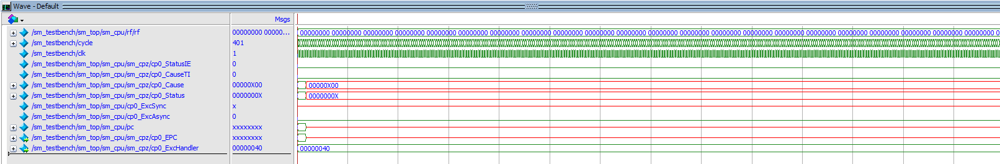 Wave - Default
Msgs
/sm_testbench/sm_top/sm_cpu/rf/rf 00000000 00000... 00000000 00000000 00000000 00000000 00000000 00000000 00000000 00000000 00000000 00000000 00000000 00000000 00000000 00000000 00000000 00000000 00000000 00000000 00000000 00000000 00000000 0
/sm_testbench/cycle 401
/sm_testbench/clk 1
/sm_testbench/sm_top/sm_cpu/sm_cpz/cp0_StatusIE 0
/sm_testbench/sm_top/sm_cpu/sm_cpz/cp0_CauseTI 0
/sm_testbench/sm_top/sm_cpu/sm_cpz/cp0_Cause 00000X00 00000X00
/sm_testbench/sm_top/sm_cpu/sm_cpz/cp0_Status 0000000X 0000000X
/sm_testbench/sm_top/sm_cpu/cp0_ExcSync x
/sm_testbench/sm_top/sm_cpu/cp0_ExcAsync 0
/sm_testbench/sm_top/sm_cpu/pc xxxxxxxx
/sm_testbench/sm_top/sm_cpu/sm_cpz/cp0_EPC xxxxxxxx
/sm_testbench/sm_top/sm_cpu/sm_cpz/cp0_ExcHandler 00000040 00000040